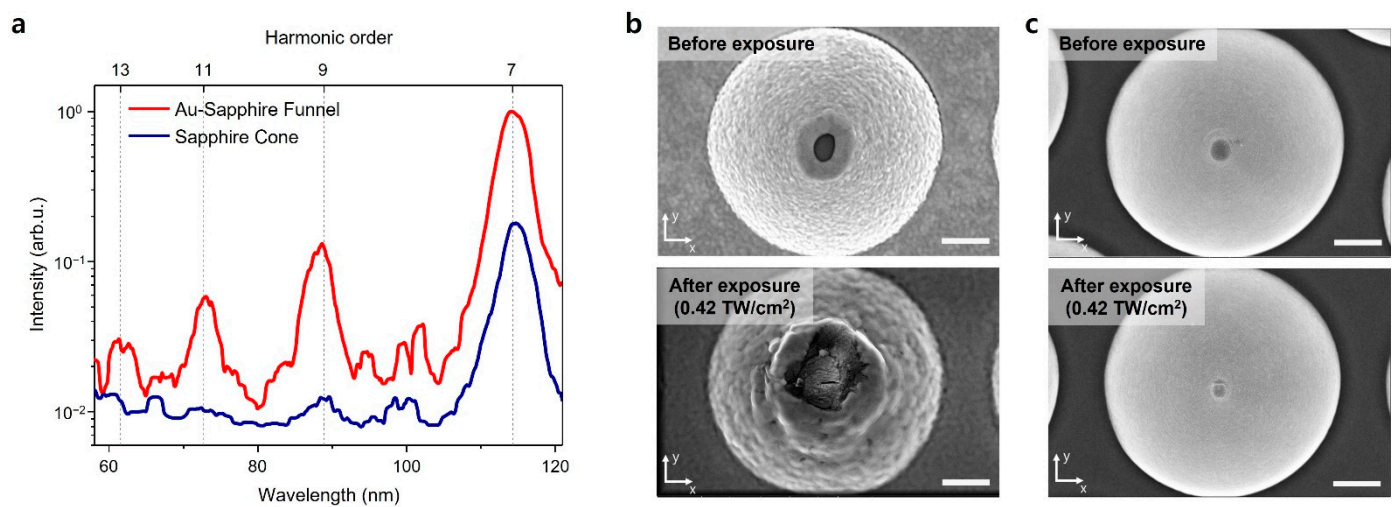 a
Harmonic order
13 11 9 7
Au-Sapphire Funnel
Sapphire Cone
10⁰
10⁻¹
10⁻²
Intensity (arb.u.)
60 80 100 120
Wavelength (nm)
b
Before exposure
y
x
After exposure
(0.42 TW/cm²)
y
x
c
Before exposure
y
x
After exposure
(0.42 TW/cm²)
y
x